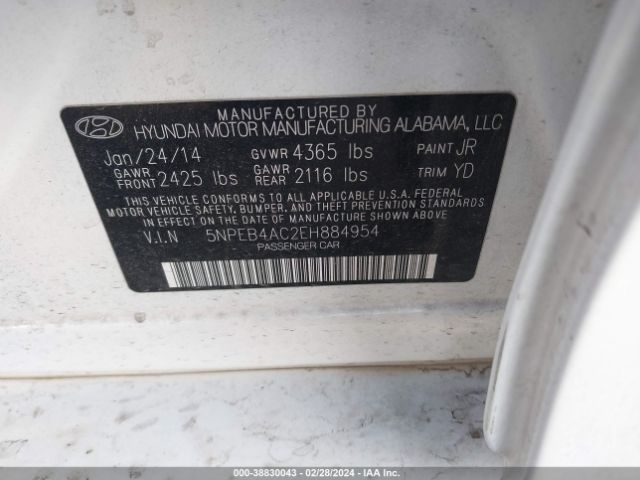 MANUFACTURED BY
HYUNDAI MOTOR MANUFACTURING ALABAMA, LLC
Jan/24/14 GVWR 4365 lbs PAINT JR
GAWR FRONT 2425 lbs GAWR REAR 2116 lbs TRIM YD
THIS VEHICLE CONFORMS TO ALL APPLICABLE U.S.A. FEDERAL
MOTOR VEHICLE SAFETY, BUMPER, AND THEFT PREVENTION STANDARDS
IN EFFECT ON THE DATE OF MANUFACTURE SHOWN ABOVE.
V.I.N 5NPEB4AC2EH884954
PASSENGER CAR
000-38830043 - 02/28/2024 - IAA Inc.